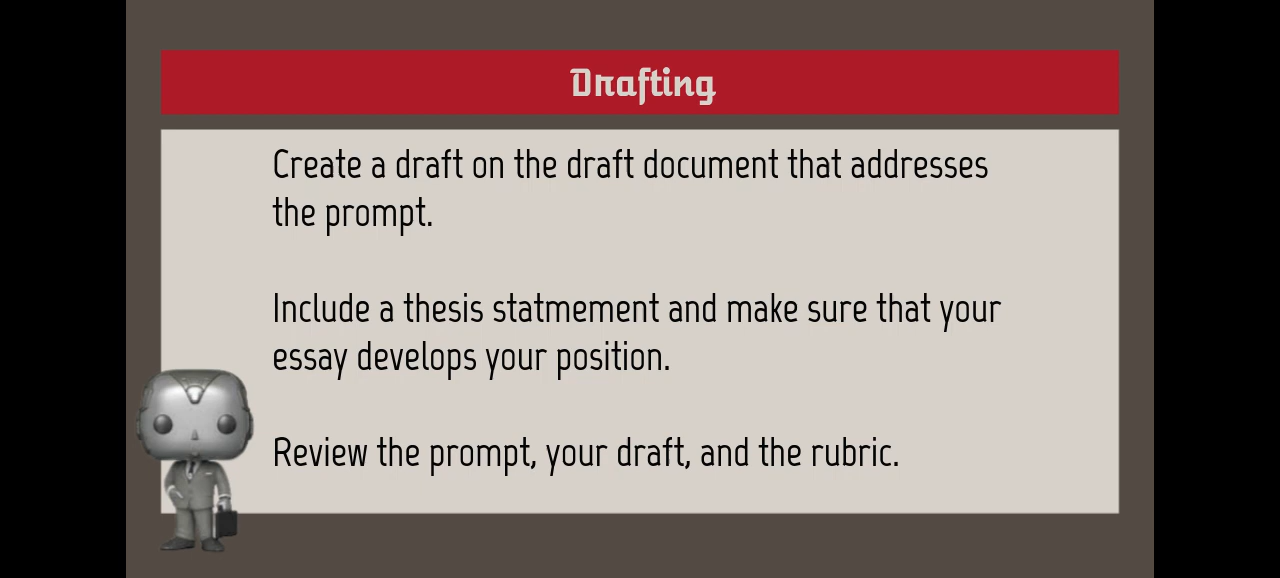 Drafting
Create a draft on the draft document that addresses
the prompt.
Include a thesis statmement and make sure that your
essay develops your position.
Review the prompt, your draft, and the rubric.